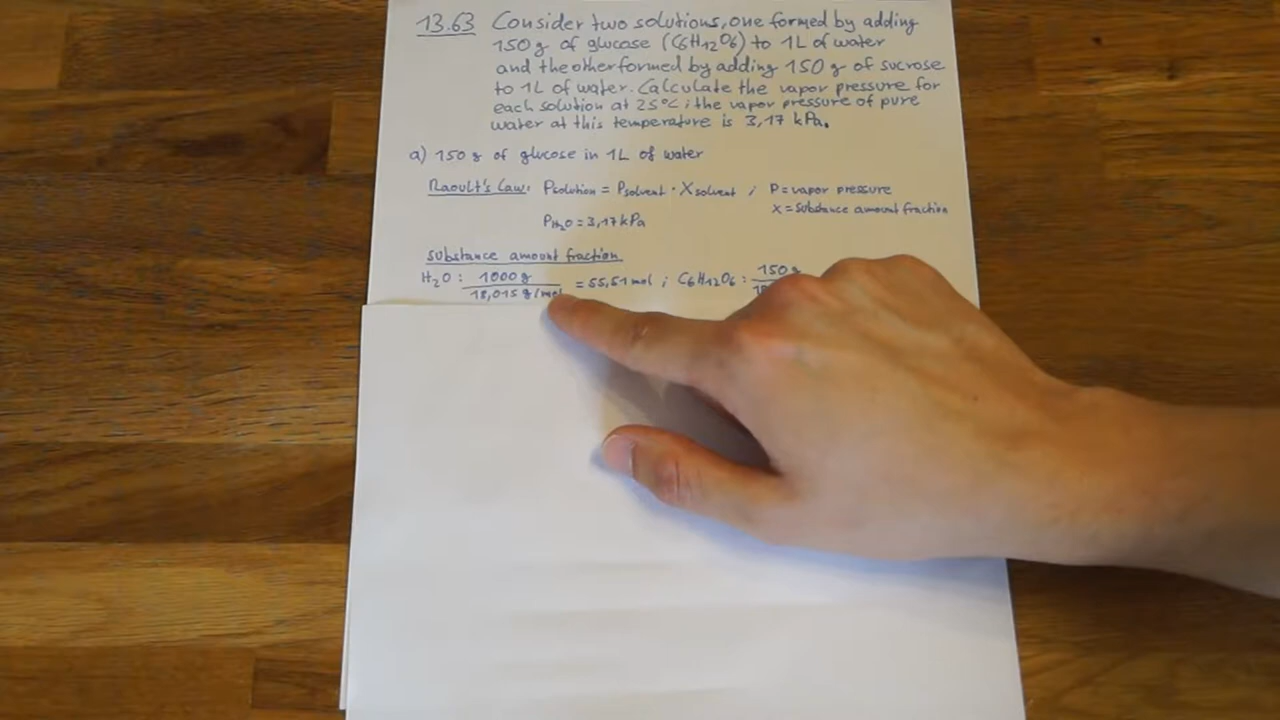 13.63 Consider two solutions, one formed by adding
150 g of glucose (C6H12O6) to 1L of water
and the other formed by adding 150 g of sucrose
to 1L of water. Calculate the vapor pressure for
each solution at 25°C; the vapor pressure of pure
water at this temperature is 3,17 kPa.
a) 150 g of glucose in 1L of water
Raoult's Law: Psolution = Psolvent · Xsolvent ; P = vapor pressure
X = substance amount fraction
PH2O = 3,17 kPa
substance amount fraction
H2O: 1000 g / 18,015 g/mol = 55,51 mol ; C6H12O6: 150 g